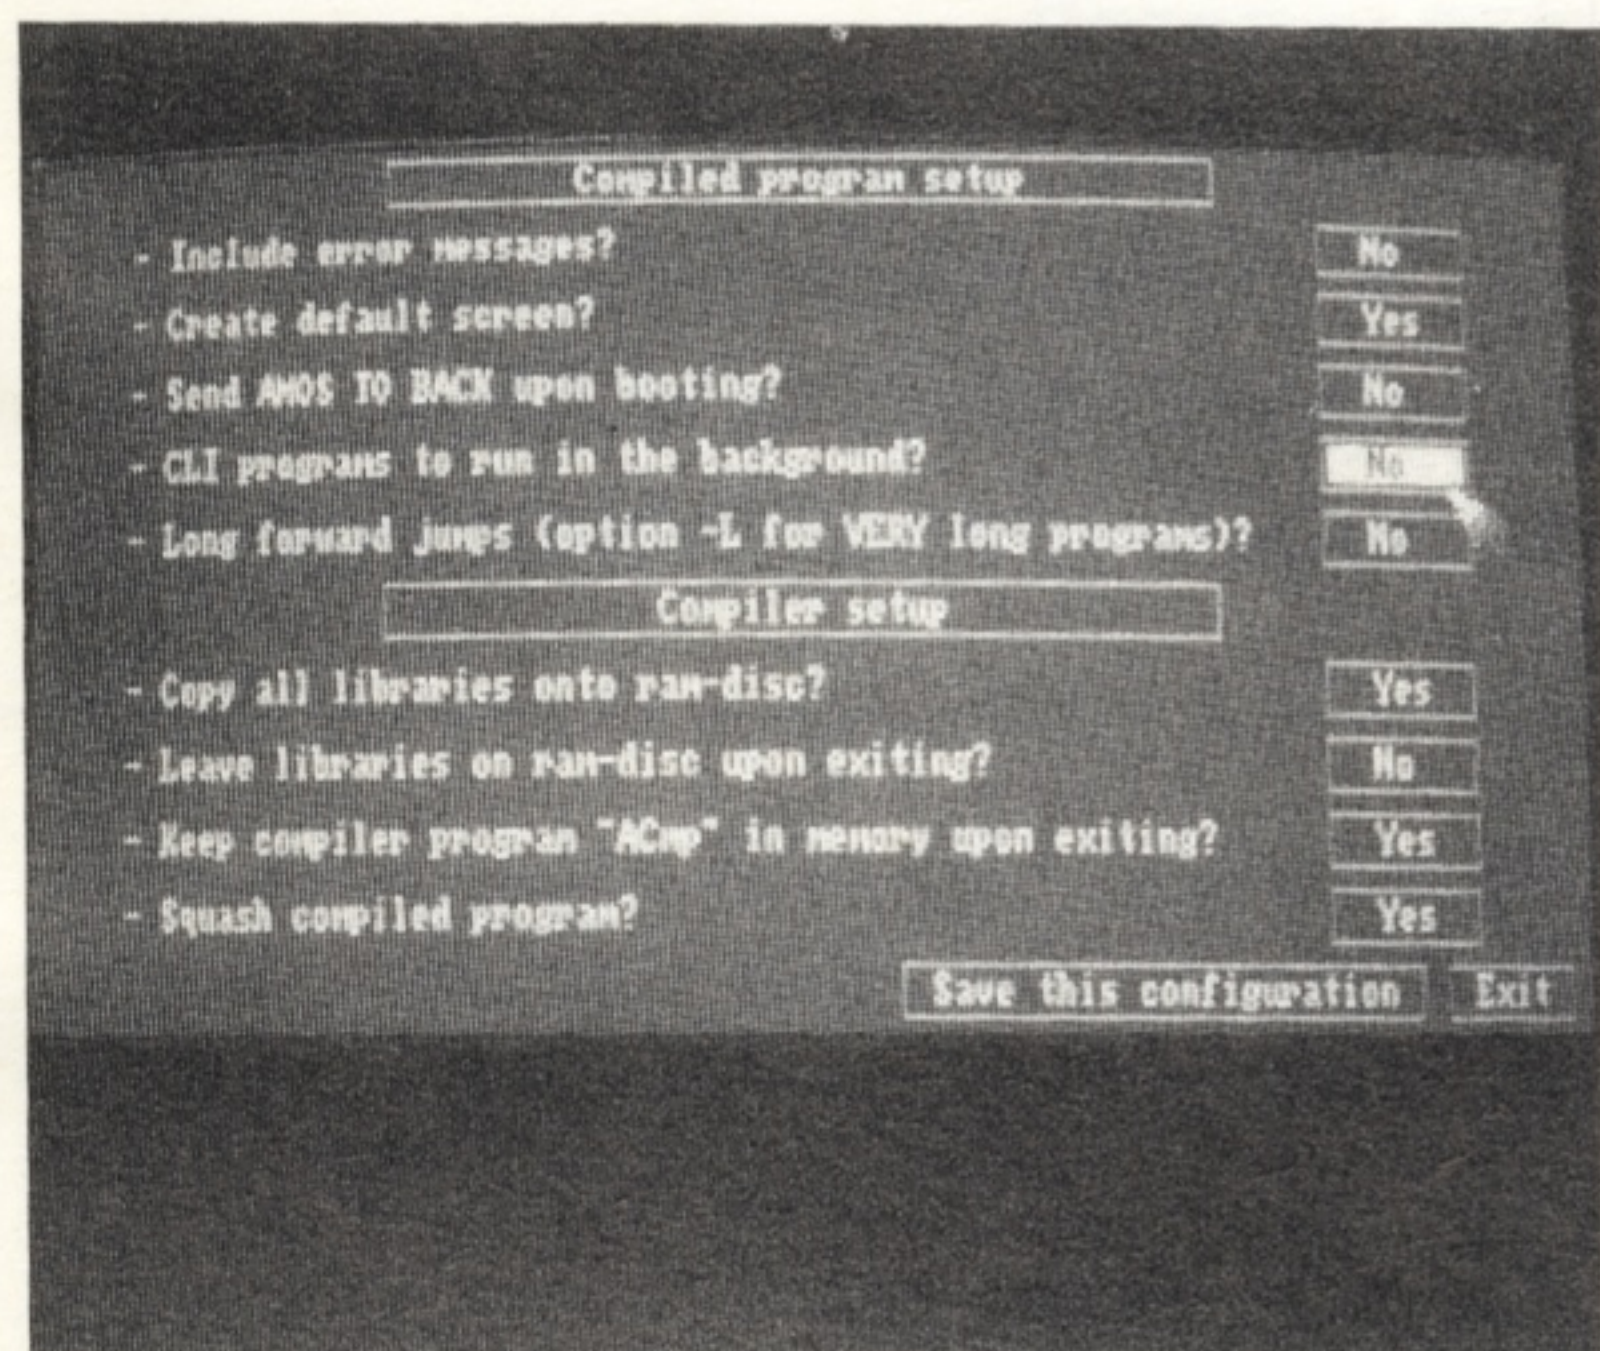 Compiled program setup
- Include error messages? No
- Create default screen? Yes
- Send AMOS TO BACK upon booting? No
- CLI programs to run in the background? No
- Long forward jumps (option -L for VERY long programs)? No
Compiler setup
- Copy all libraries onto ram-disc? Yes
- Leave libraries on ram-disc upon exiting? No
- Keep compiler program "ACmp" in memory upon exiting? Yes
- Squash compiled program? Yes
Save this configuration Exit